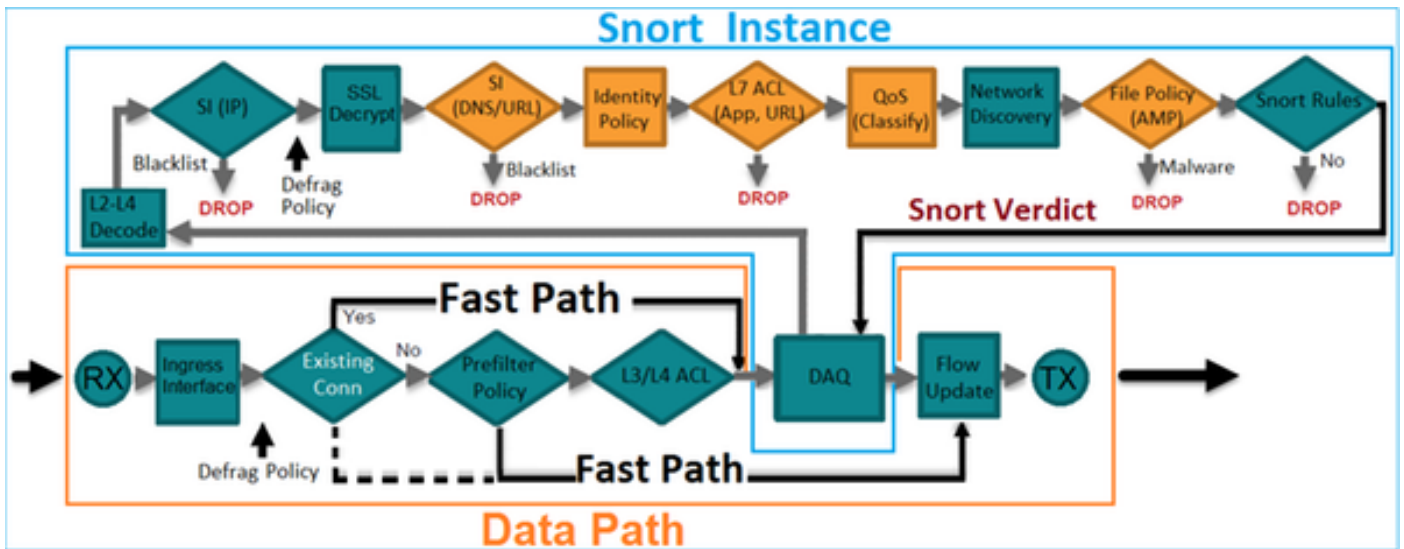 Snort Instance
SI (IP)
SSL
Decrypt
SI
(DNS/URL)
Identity
Policy
L7 ACL
(App, URL)
QoS
(Classify)
Network
Discovery
File Policy
(AMP)
Snort Rules
Blacklist
DROP
Defrag
Policy
Blacklist
DROP
DROP
Malware
DROP
No
DROP
L2-L4
Decode
Snort Verdict
Fast Path
Yes
RX
Ingress
Interface
Existing
Conn
No
Prefilter
Policy
L3/L4 ACL
DAQ
Flow
Update
TX
Defrag Policy
Fast Path
Data Path